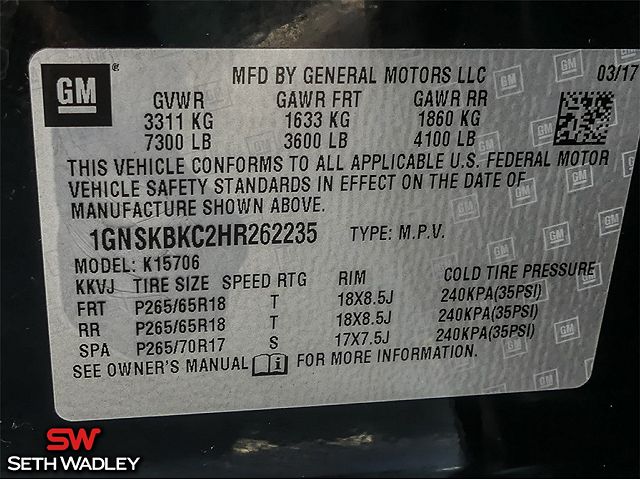 GM®
MFD BY GENERAL MOTORS LLC 03/17
GVWR GAWR FRT GAWR RR
3311 KG 1633 KG 1860 KG
7300 LB 3600 LB 4100 LB
THIS VEHICLE CONFORMS TO ALL APPLICABLE U.S. FEDERAL MOTOR
VEHICLE SAFETY STANDARDS IN EFFECT ON THE DATE OF
MANUFACTURE SHOWN ABOVE.
1GNSKBKC2HR262235 TYPE: M.P.V.
MODEL: K15706
KKVJ TIRE SIZE SPEED RTG RIM COLD TIRE PRESSURE
FRT P265/65R18 T 18X8.5J 240KPA(35PSI)
RR P265/65R18 T 18X8.5J 240KPA(35PSI)
SPA P265/70R17 S 17X7.5J 240KPA(35PSI)
SEE OWNER'S MANUAL FOR MORE INFORMATION.
SW
SETH WADLEY